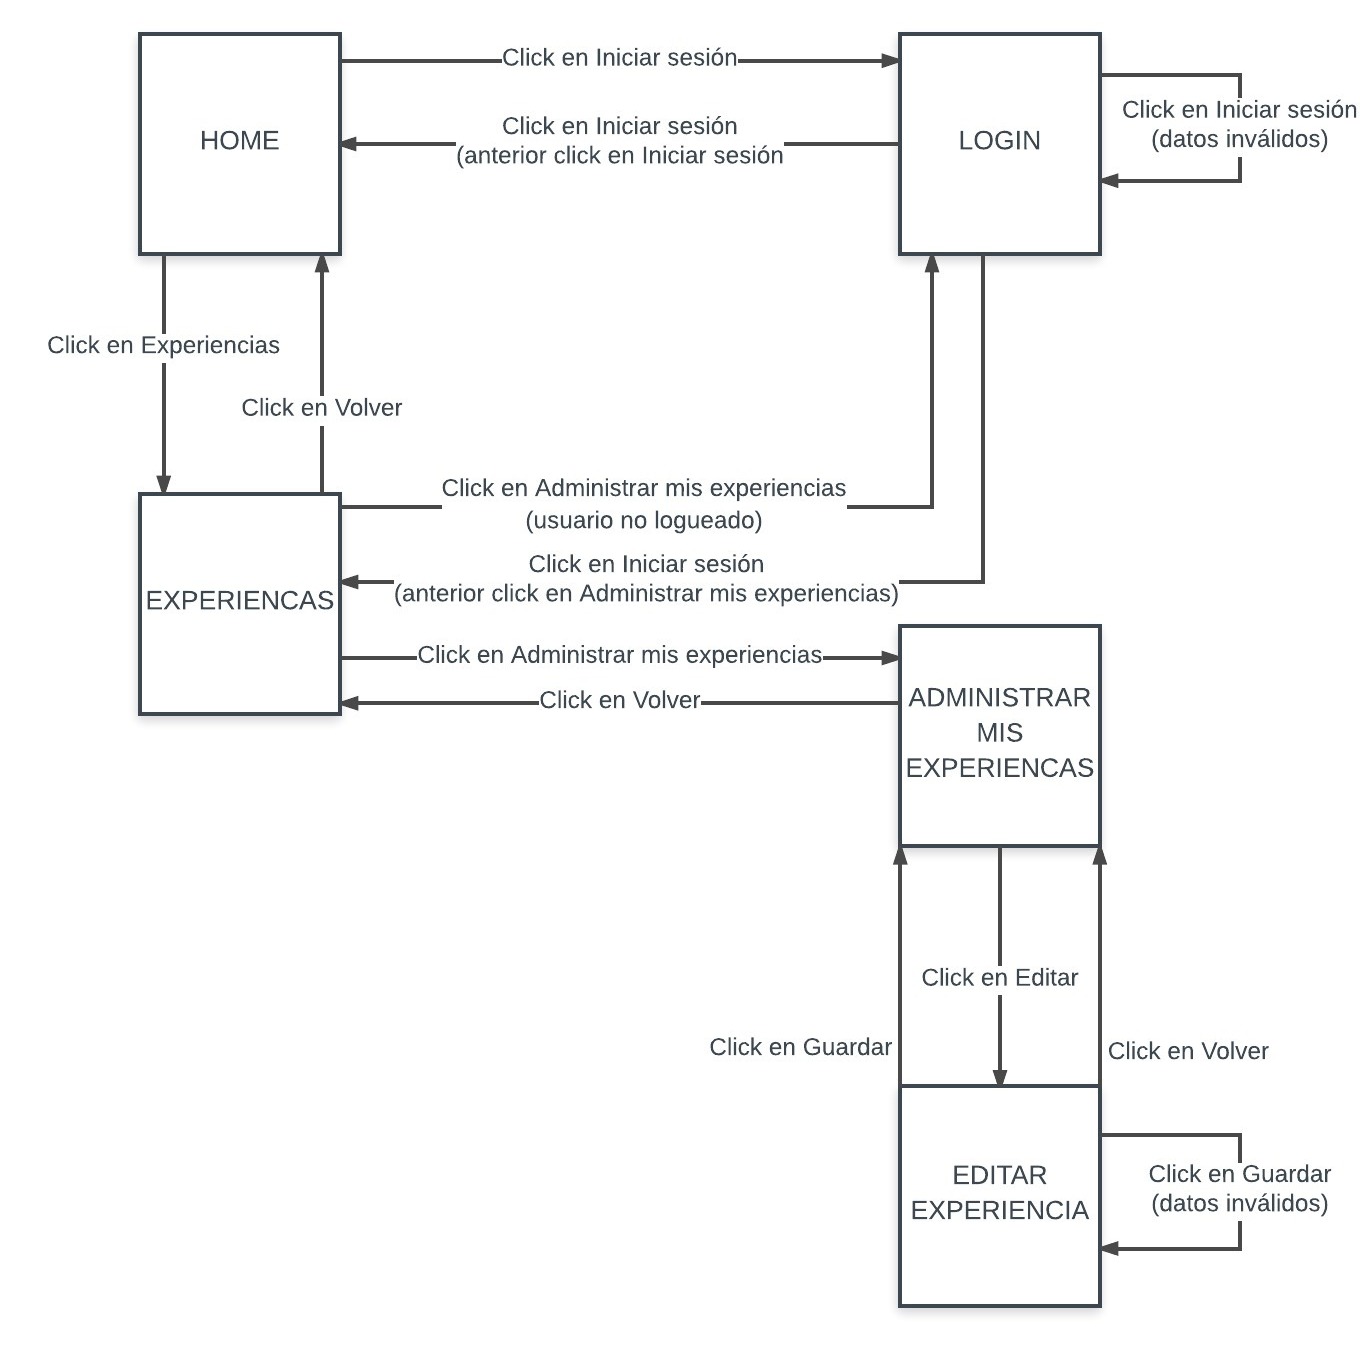 Click en Iniciar sesión
HOME
Click en Iniciar sesión
(anterior click en Iniciar sesión
LOGIN
Click en Iniciar sesión
(datos inválidos)
Click en Experiencias
Click en Volver
Click en Administrar mis experiencias
(usuario no logueado)
Click en Iniciar sesión
(anterior click en Administrar mis experiencias)
EXPERIENCAS
Click en Administrar mis experiencias
Click en Volver
ADMINISTRAR
MIS
EXPERIENCAS
Click en Editar
Click en Guardar
Click en Volver
EDITAR
EXPERIENCIA
Click en Guardar
(datos inválidos)